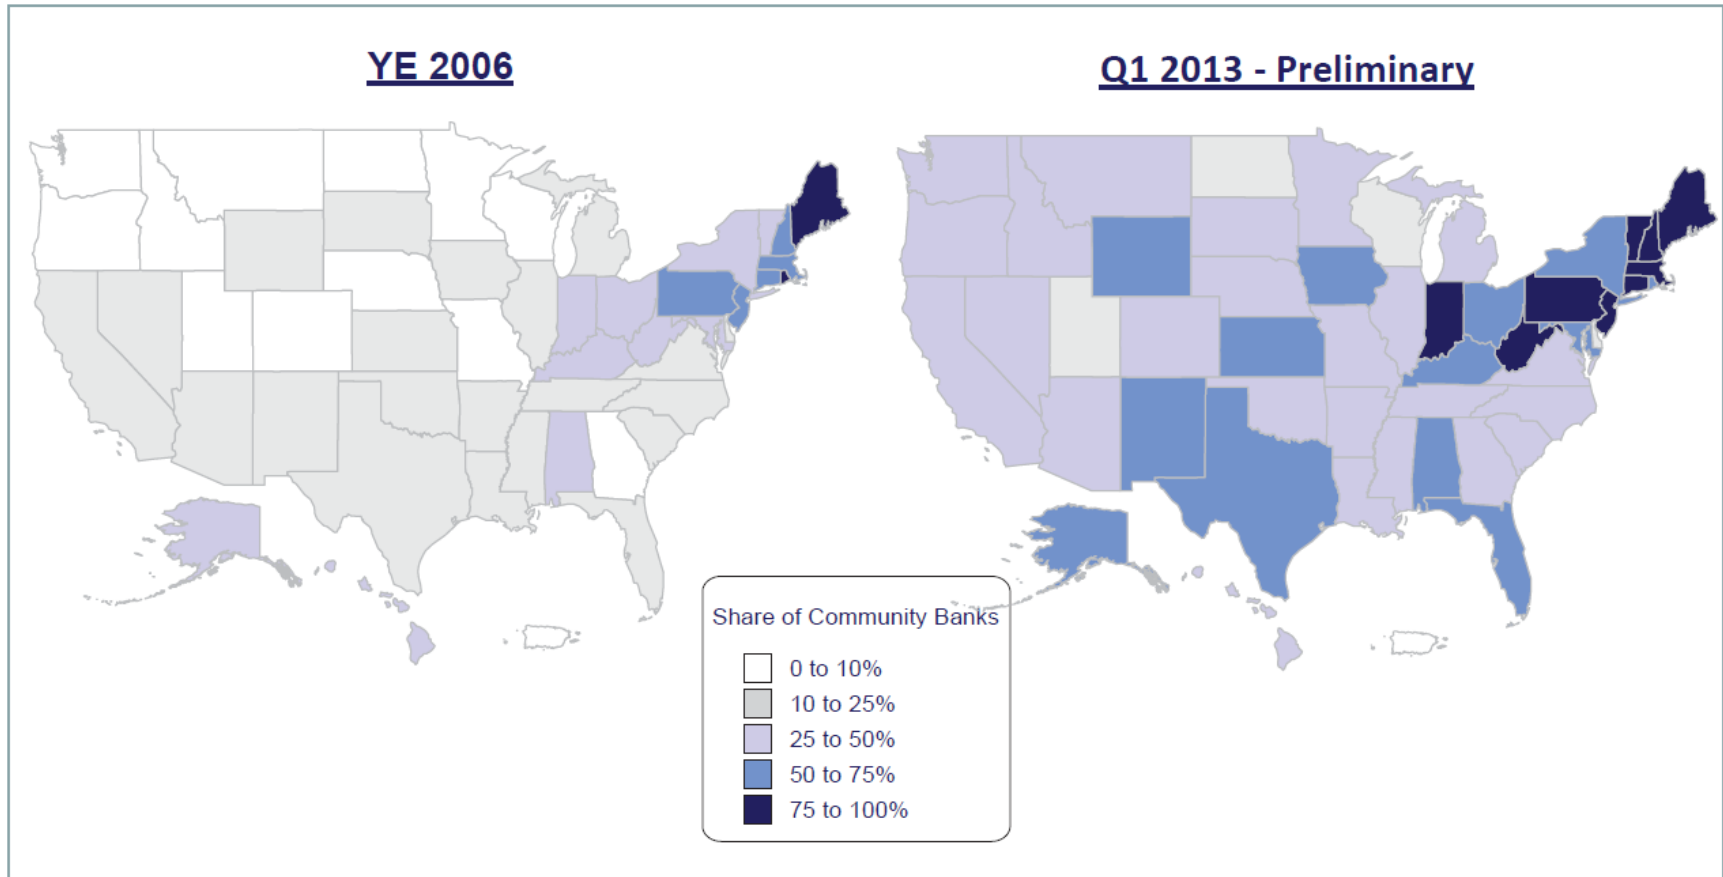 YE 2006
Q1 2013 - Preliminary
Share of Community Banks
0 to 10%
10 to 25%
25 to 50%
50 to 75%
75 to 100%